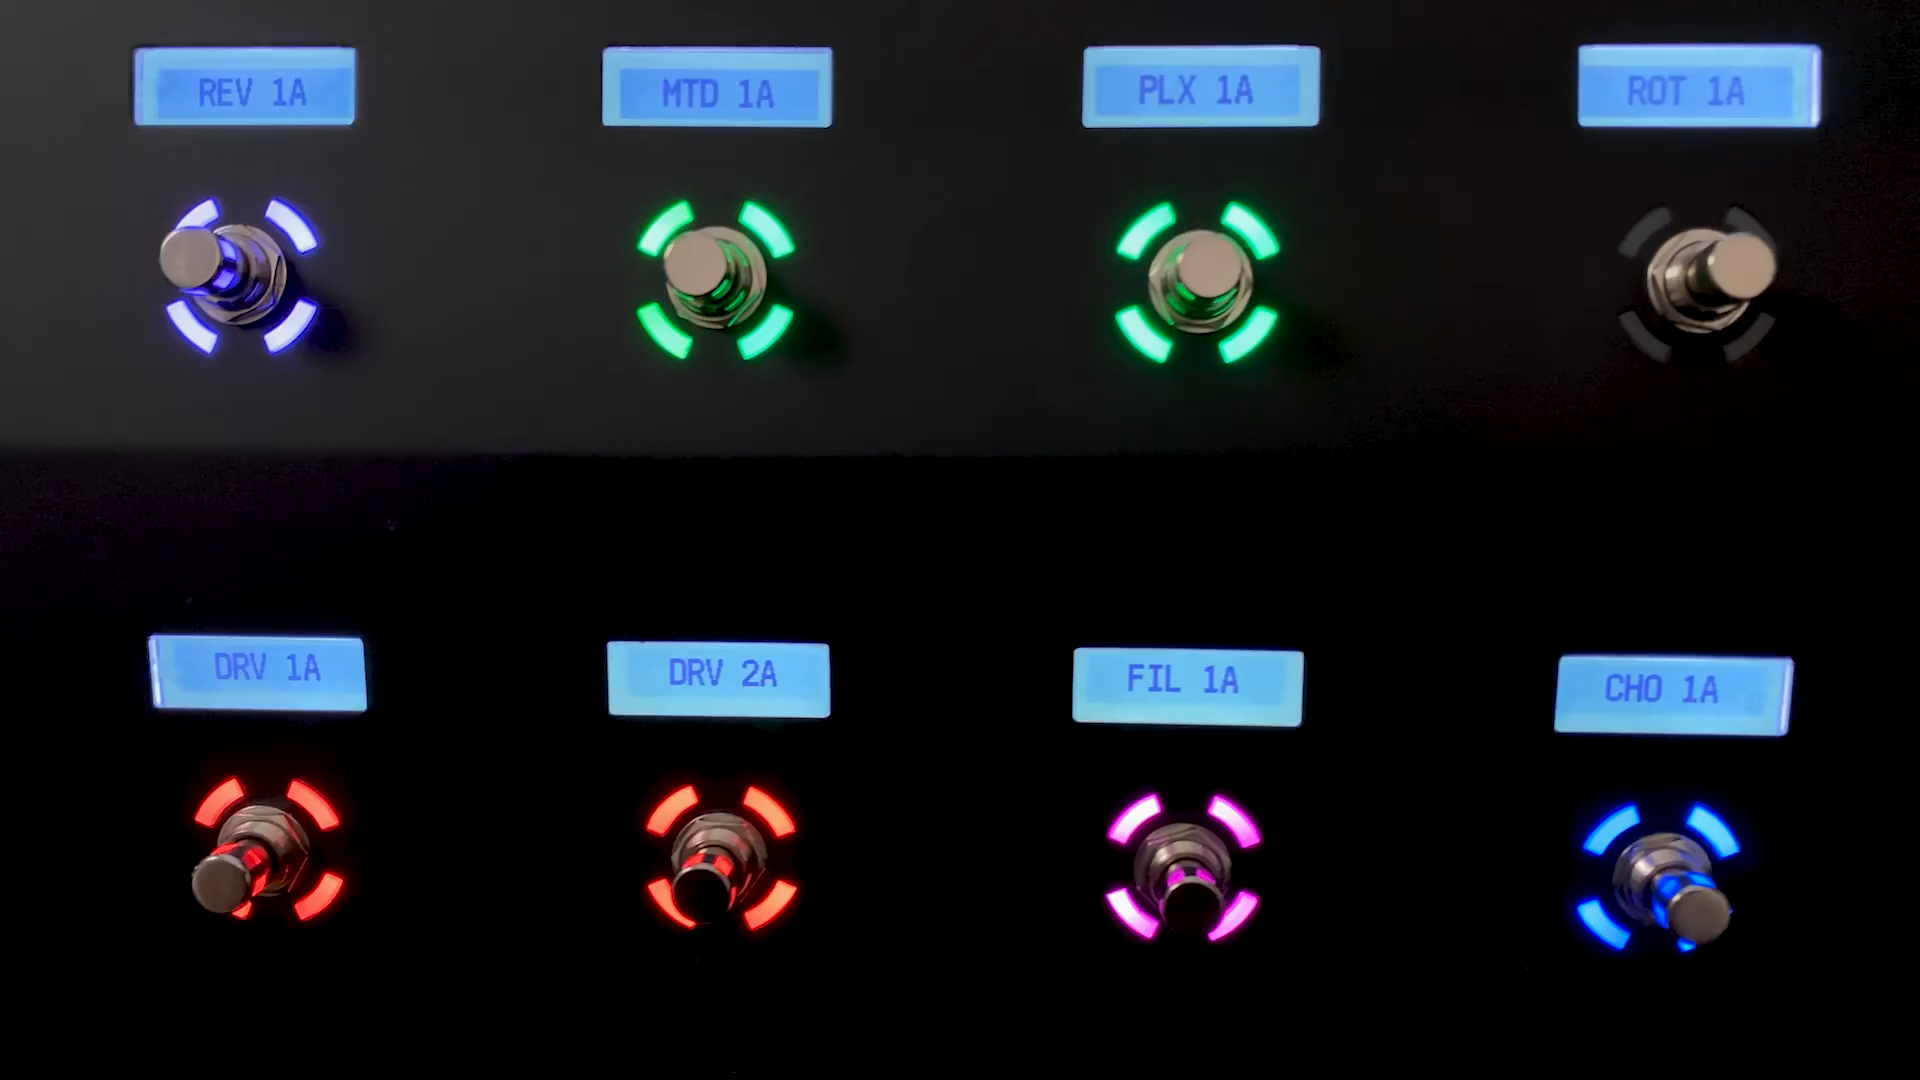 REV 1A
MTD 1A
PLX 1A
ROT 1A
DRV 1A
DRV 2A
FIL 1A
CHO 1A